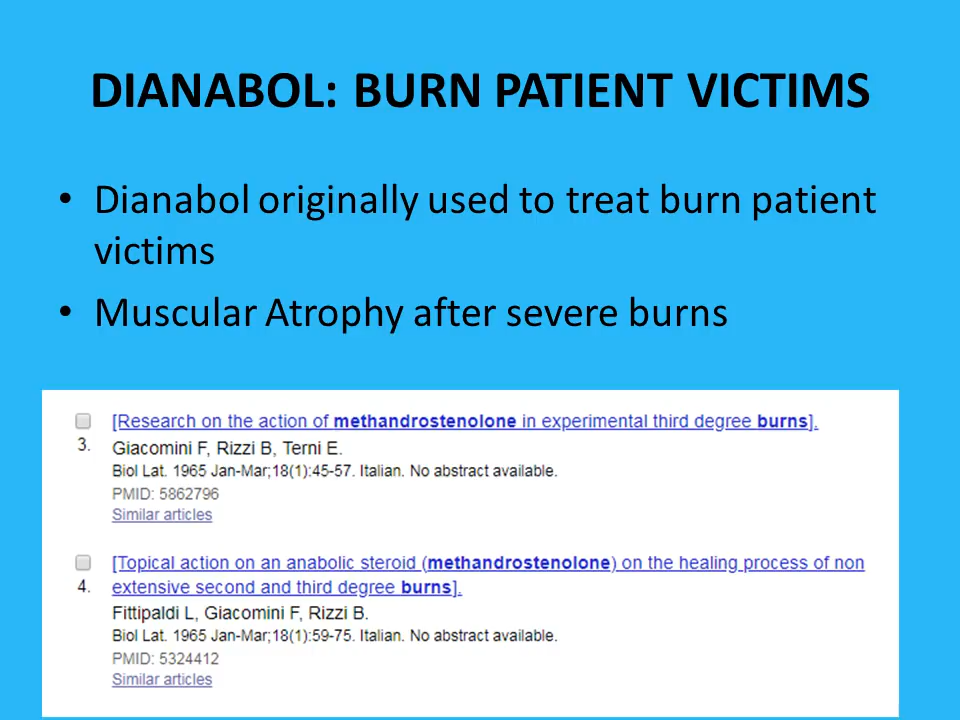 DIANABOL: BURN PATIENT VICTIMS
• Dianabol originally used to treat burn patient
victims
• Muscular Atrophy after severe burns
[Research on the action of methandrostenolone in experimental third degree burns].
3.
Giacomini F, Rizzi B, Terni E.
Biol Lat. 1965 Jan-Mar;18(1):45-57. Italian. No abstract available.
PMID: 5862796
Similar articles
[Topical action on an anabolic steroid (methandrostenolone) on the healing process of non
4.
extensive second and third degree burns].
Fittipaldi L, Giacomini F, Rizzi B.
Biol Lat. 1965 Jan-Mar;18(1):59-75. Italian. No abstract available.
PMID: 5324412
Similar articles